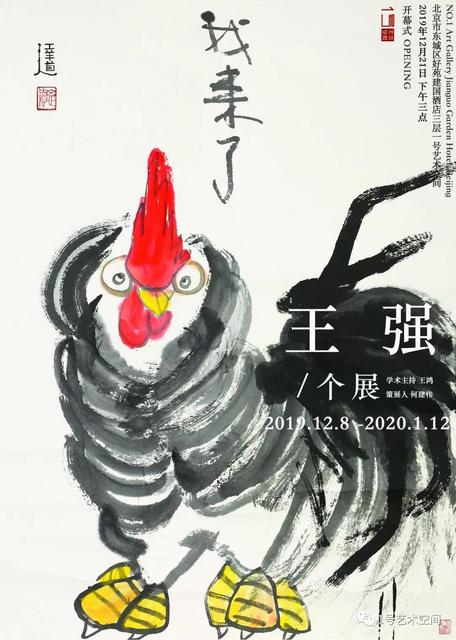 我来了
NO.1 Art Gallery Jianguo Garden Hotel Beijing
北京市东城区好苑建国酒店三层一号艺术空间
2019年12月21日 下午三点
开幕式 OPENING
王强
/个展
学术主持 王鸿
策展人 何建伟
2019.12.8 -2020.1.12
1号艺术空间